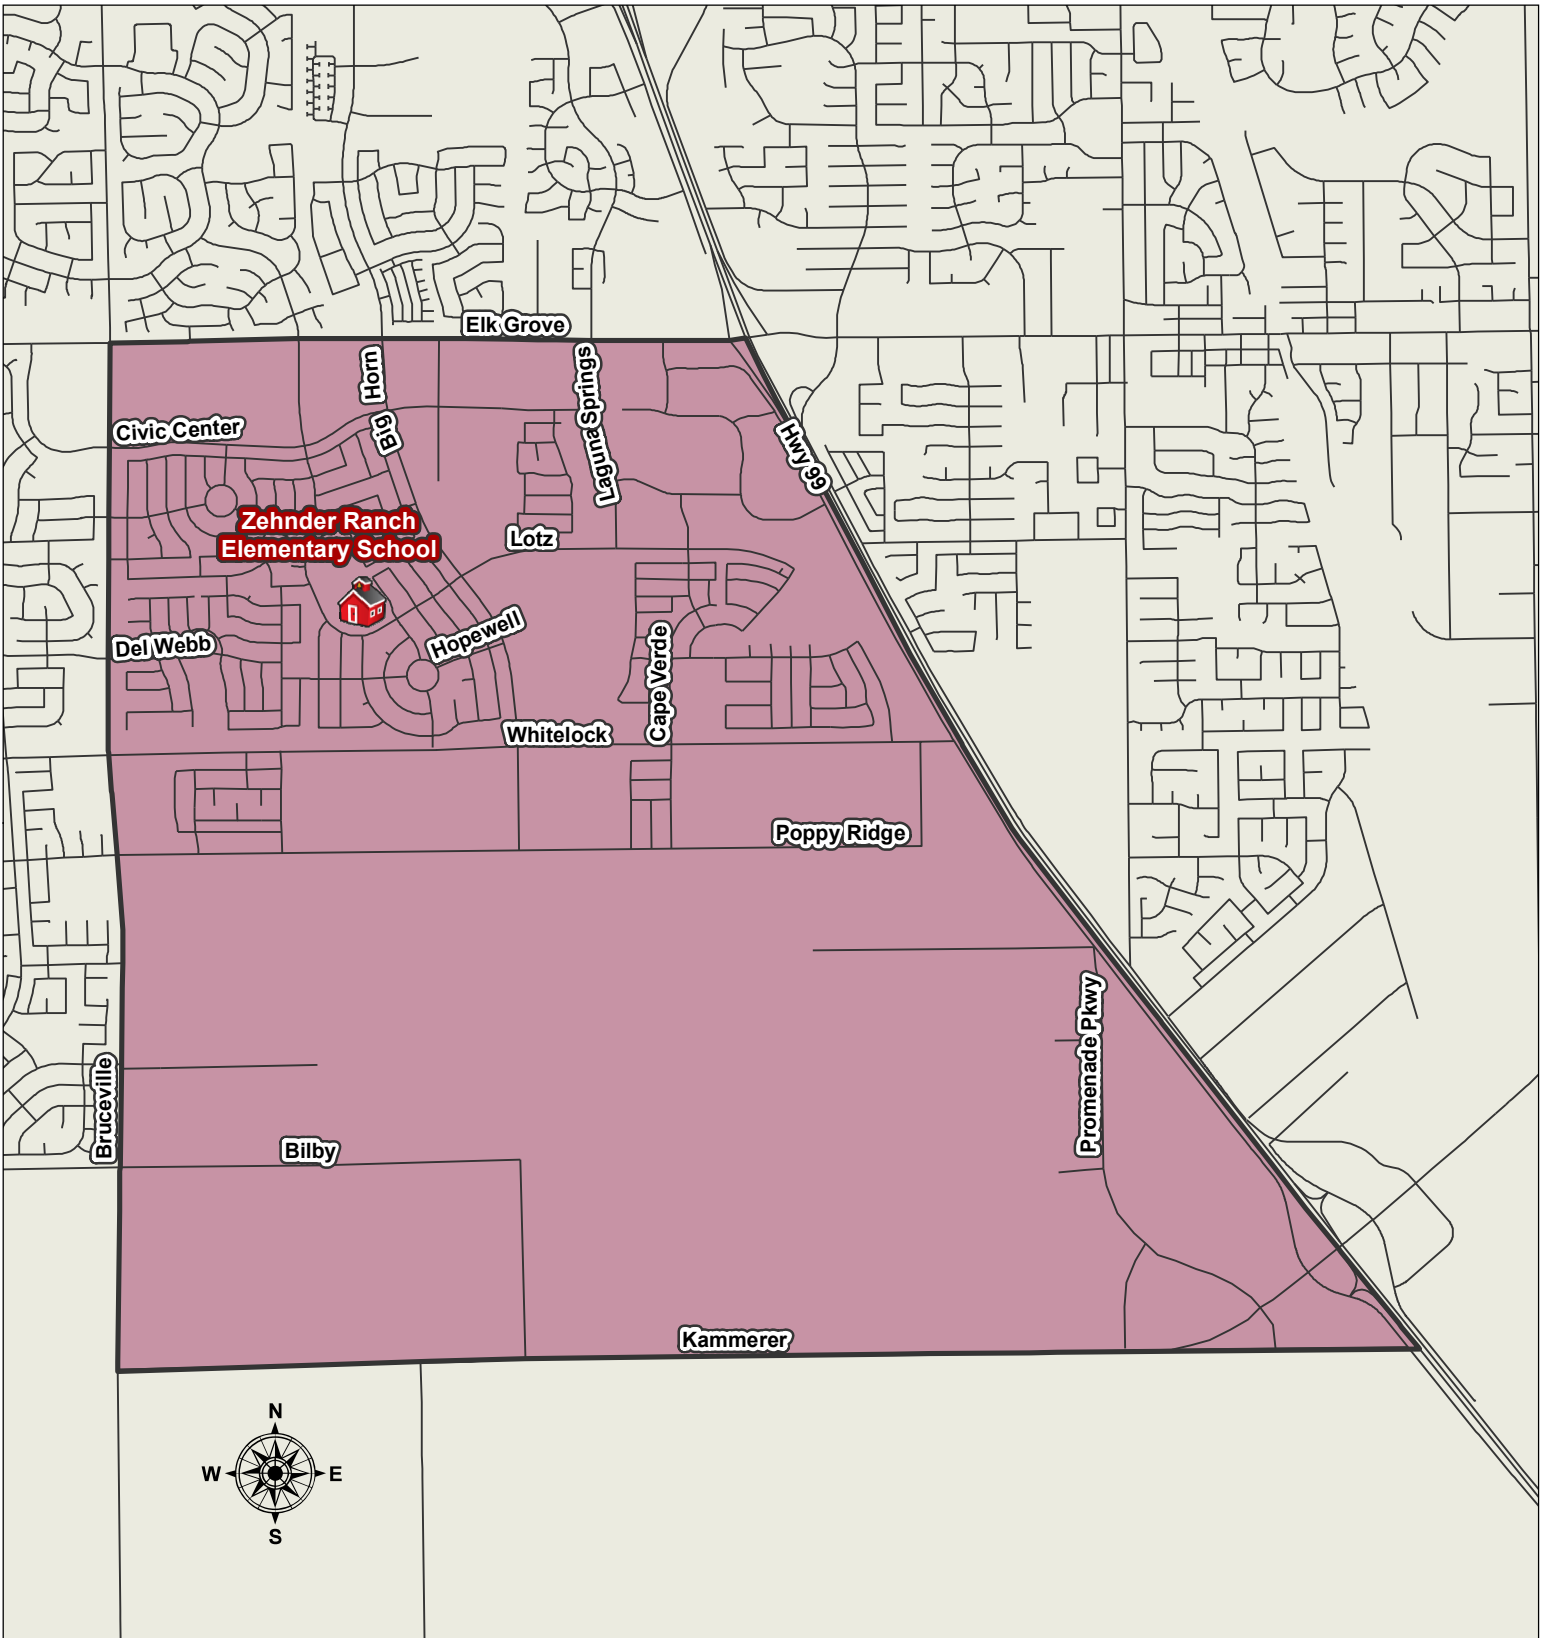 Elk Grove
Big Horn
Laguna Springs
Civic Center
Hwy 99
Zehnder Ranch
Elementary School
Lotz
Hopewell
Del Webb
Cape Verde
Whitelock
Poppy Ridge
Promenade Pkwy
Bruceville
Bilby
Kammerer
N
W E
S